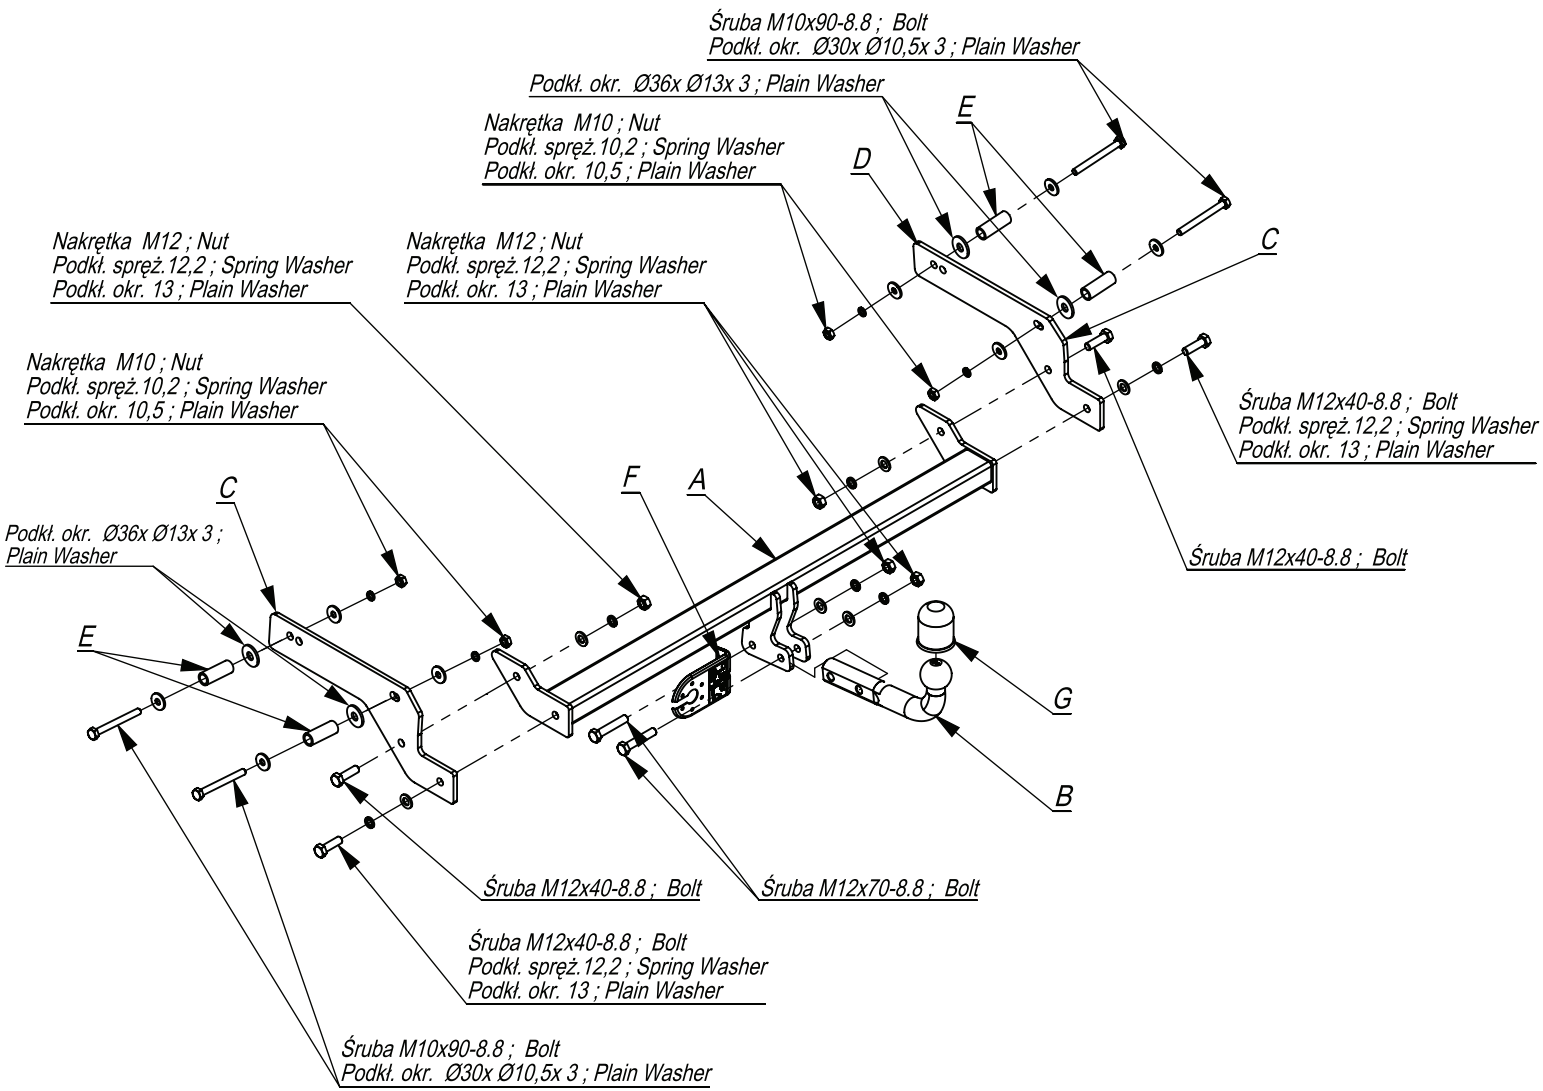 Śruba M10x90-8.8 ; Bolt
Podkł. okr. Ø30x Ø10,5x 3 ; Plain Washer
Podkł. okr. Ø36x Ø13x 3 ; Plain Washer
E
Nakrętka M10 ; Nut
Podkł. spręż.10,2 ; Spring Washer
Podkł. okr. 10,5 ; Plain Washer
D
C
Nakrętka M12 ; Nut
Podkł. spręż.12,2 ; Spring Washer
Podkł. okr. 13 ; Plain Washer
Nakrętka M12 ; Nut
Podkł. spręż.12,2 ; Spring Washer
Podkł. okr. 13 ; Plain Washer
Nakrętka M10 ; Nut
Podkł. spręż.10,2 ; Spring Washer
Podkł. okr. 10,5 ; Plain Washer
Śruba M12x40-8.8 ; Bolt
Podkł. spręż.12,2 ; Spring Washer
Podkł. okr. 13 ; Plain Washer
C
F
A
Podkł. okr. Ø36x Ø13x 3 ;
Plain Washer
Śruba M12x40-8.8 ; Bolt
E
G
B
Śruba M12x40-8.8 ; Bolt
Śruba M12x70-8.8 ; Bolt
Śruba M12x40-8.8 ; Bolt
Podkł. spręż.12,2 ; Spring Washer
Podkł. okr. 13 ; Plain Washer
Śruba M10x90-8.8 ; Bolt
Podkł. okr. Ø30x Ø10,5x 3 ; Plain Washer